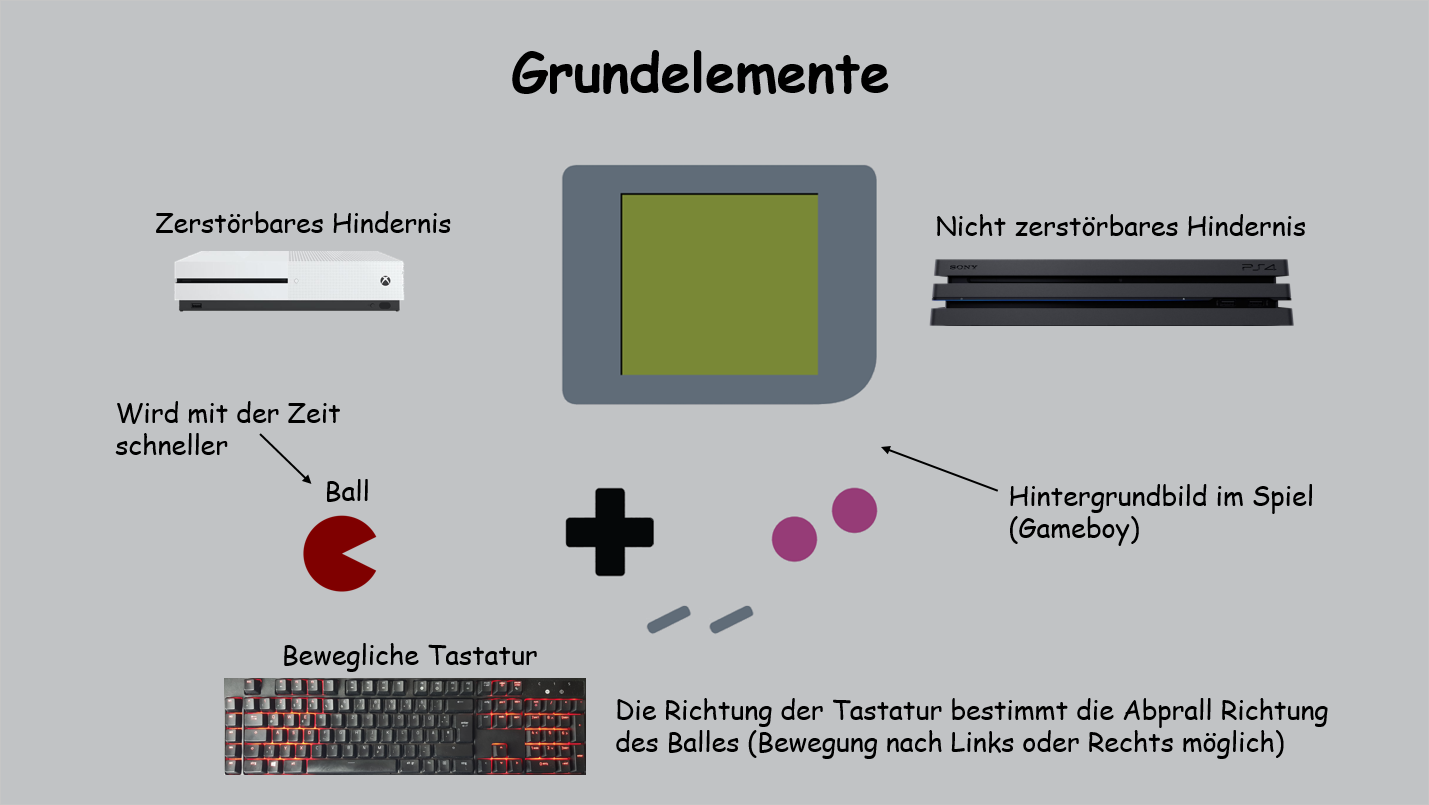 Grundelemente
Zerstörbares Hindernis
Nicht zerstörbares Hindernis
SONY
PS4
Wird mit der Zeit
schneller
Ball
Hintergrundbild im Spiel
(Gameboy)
Bewegliche Tastatur
Die Richtung der Tastatur bestimmt die Abprall Richtung
des Balles (Bewegung nach Links oder Rechts möglich)